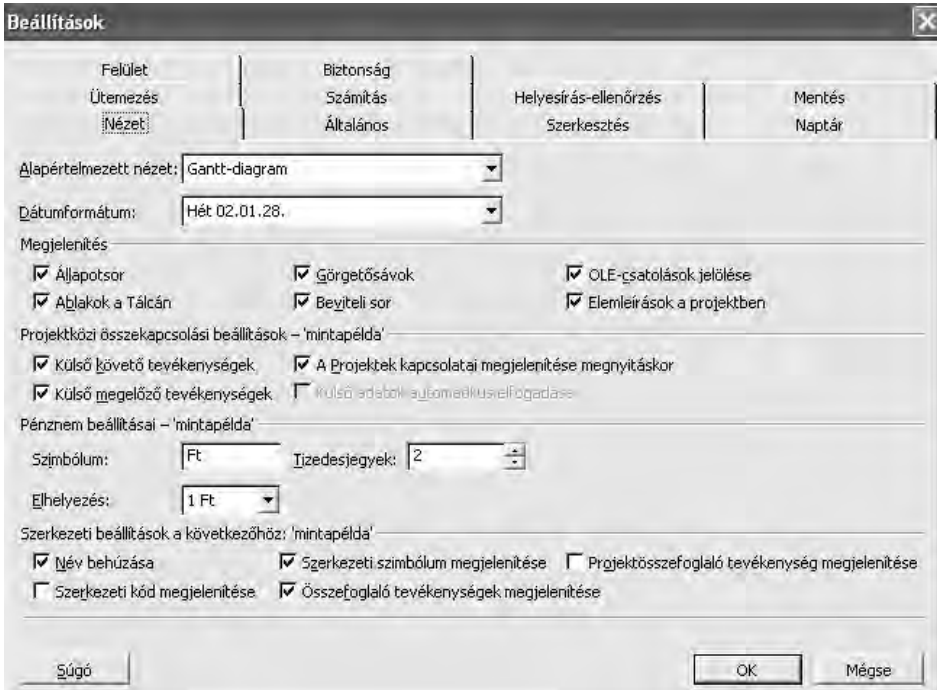 Beállítások
Felület Biztonság
Ütemezés Számítás Helyesírás-ellenőrzés Mentés
Nézet Általános Szerkesztés Naptár
Alapértelmezett nézet: Gantt-diagram
Dátumformátum: Hét 02.01.28.
Megjelenítés
Állapotsor Görgetősávok OLE-csatolások jelölése
Ablakok a Tálcán Beviteli sor Elemleírások a projektben
Projektközi összekapcsolási beállítások – 'mintapélda'
Külső követő tevékenységek A Projektek kapcsolatai megjelenítése megnyitáskor
Külső megelőző tevékenységek Külső adatok automatikus elfogadása
Pénznem beállításai – 'mintapélda'
Szimbólum: Ft Tizedesjegyek: 2
Elhelyezés: 1 Ft
Szerkezeti beállítások a következőhöz: 'mintapélda'
Név behúzása Szerkezeti szimbólum megjelenítése Projektösszefoglaló tevékenység megjelenítése
Szerkezeti kód megjelenítése Összefoglaló tevékenységek megjelenítése
Súgó OK Mégse